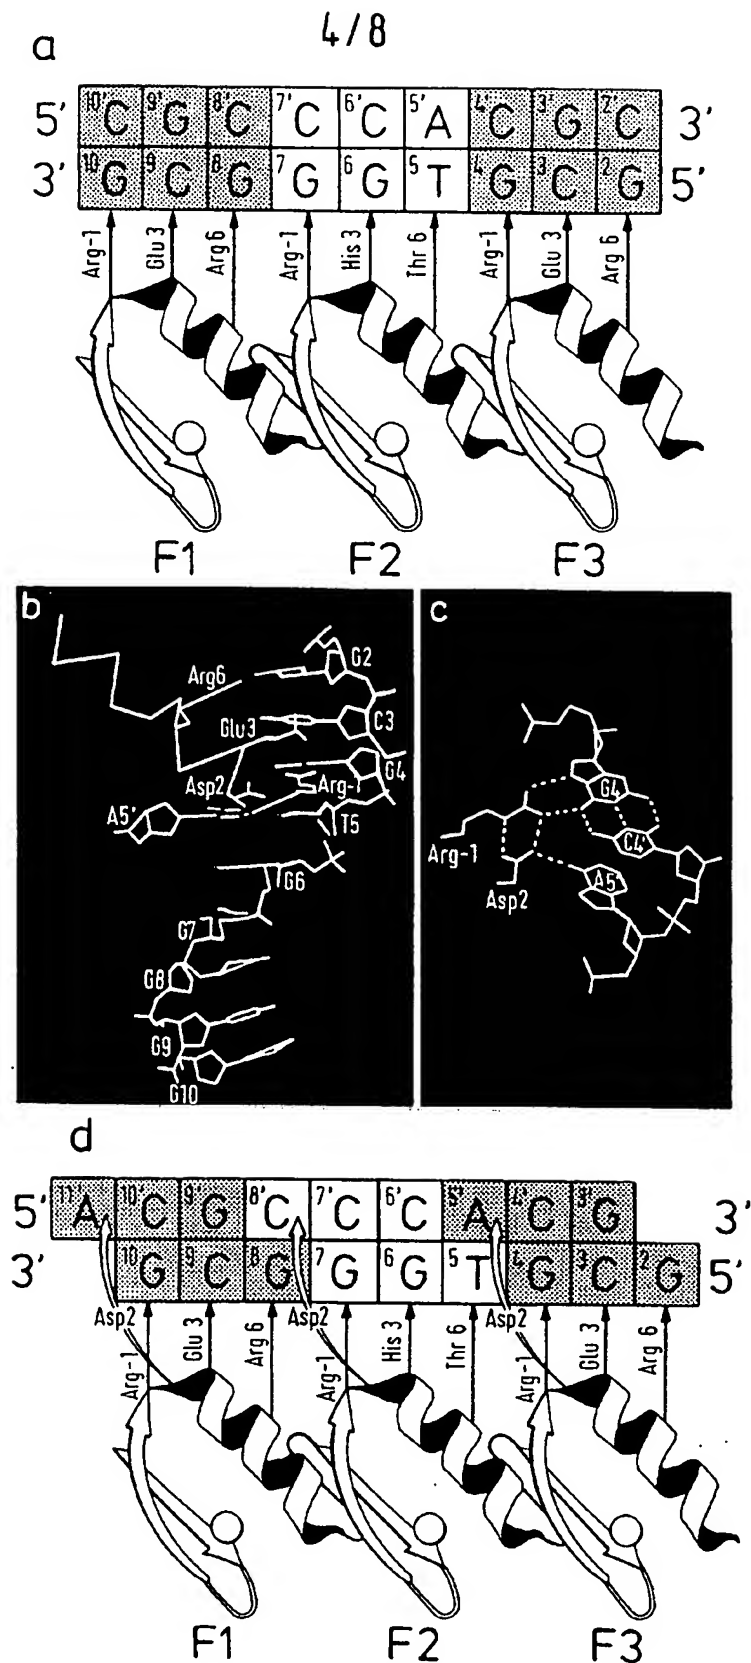 4/8
a
5' 10'C 9'G 8'C 7'C 6'C 5'A 4'C 3'G 2'C 3'
3' 10G 9C 8G 7G 6G 5T 4G 3C 2G 5'
Arg-1 Glu 3 Arg 6 Arg-1 His 3 Thr 6 Arg-1 Glu 3 Arg 6
F1 F2 F3
b
G2
Arg6
Glu3 C3
G4
Asp2 Arg-1
A5' T5
G6
G7
G8
G9
G10
c
G4
C4'
Arg-1
A5'
Asp2
d
5' 11'A 10'C 9'G 8'C 7'C 6'C 5'A 4'C 3'G 3'
3' 10G 9C 8G 7G 6G 5T 4G 3C 2G 5'
Asp2 Asp2 Asp2
Arg-1 Glu 3 Arg 6 Arg-1 His 3 Thr 6 Arg-1 Glu 3 Arg 6
F1 F2 F3